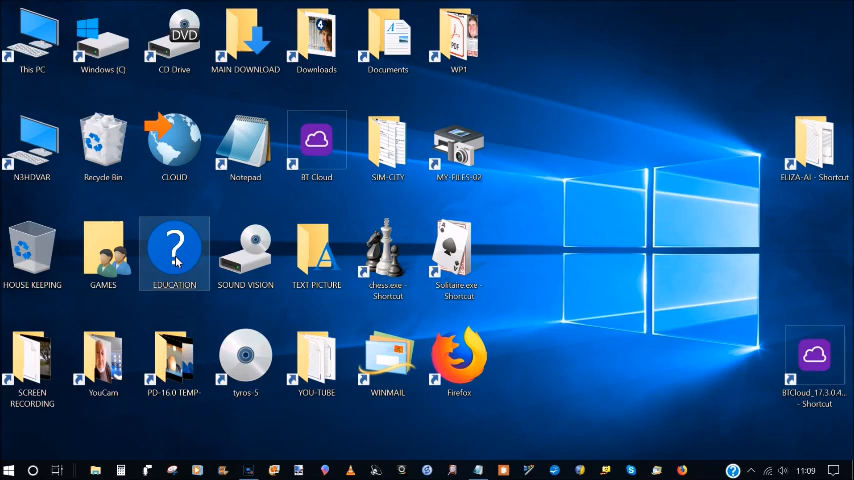 This PC
Windows (C)
CD Drive
DVD
MAIN DOWNLOAD
Downloads
4
Documents
A
WP1
PDF
N3HDVAR
Recycle Bin
CLOUD
Notepad
BT Cloud
SIM-CITY
MY-FILES-02
ELIZA-AI - Shortcut
HOUSE KEEPING
GAMES
?
EDUCATION
SOUND VISION
A
TEXT PICTURE
chess.exe -
Shortcut
A
Solitaire.exe -
Shortcut
SCREEN
RECORDING
YouCam
PD-16.0 TEMP-
tyros-5
YOU-TUBE
WINMAIL
Firefox
BTCloud_17.3.0.4...
- Shortcut
?
11:09